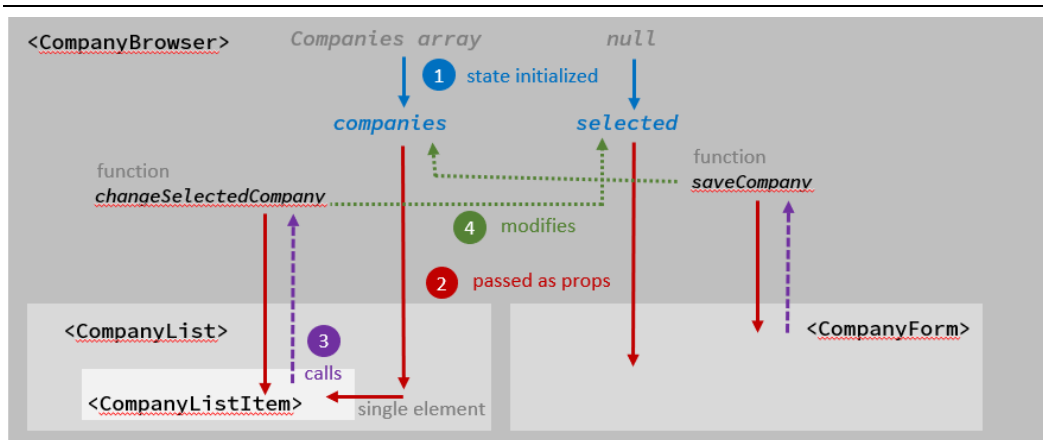 <CompanyBrowser>
Companies array
null
1 state initialized
companies
selected
function
changeSelectedCompany
function
saveCompany
4 modifies
2 passed as props
<CompanyList>
3
calls
<CompanyForm>
<CompanyListItem>
single element